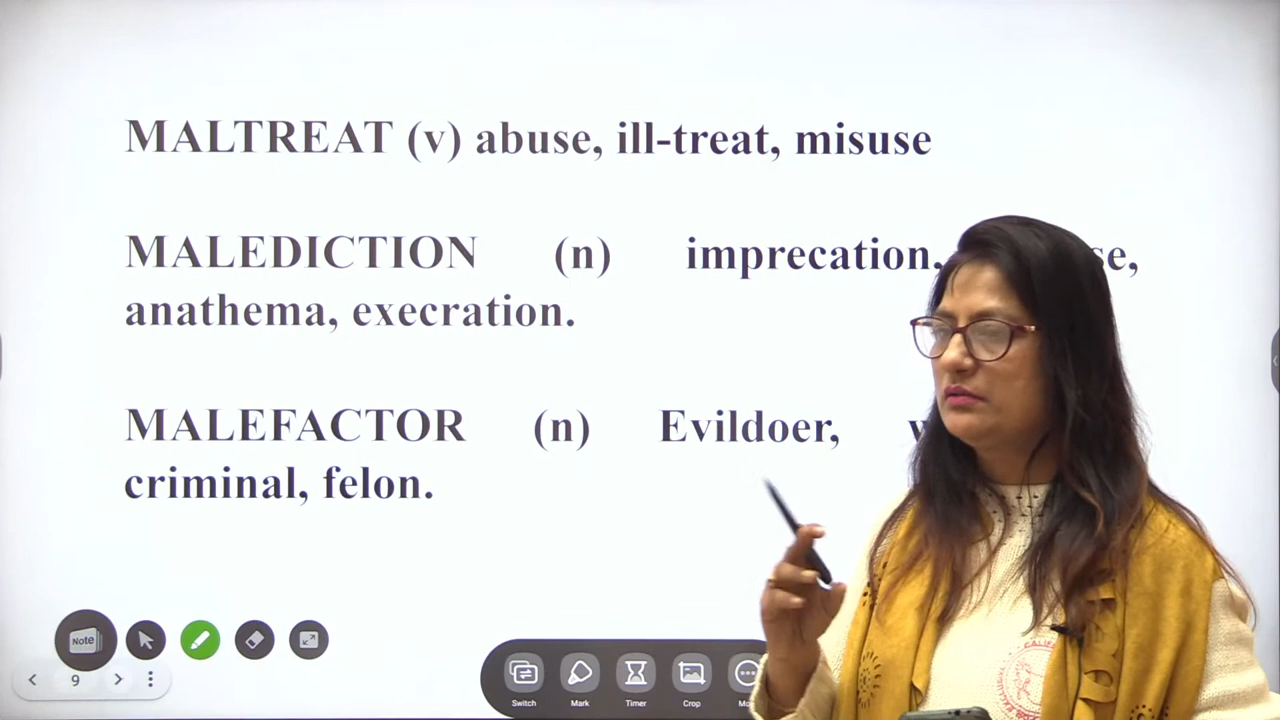 MALTREAT (v) abuse, ill-treat, misuse
MALEDICTION (n) imprecation,
anathema, execration.
MALEFACTOR (n) Evildoer,
criminal, felon.
Note
9
Switch
Mark
Timer
Crop